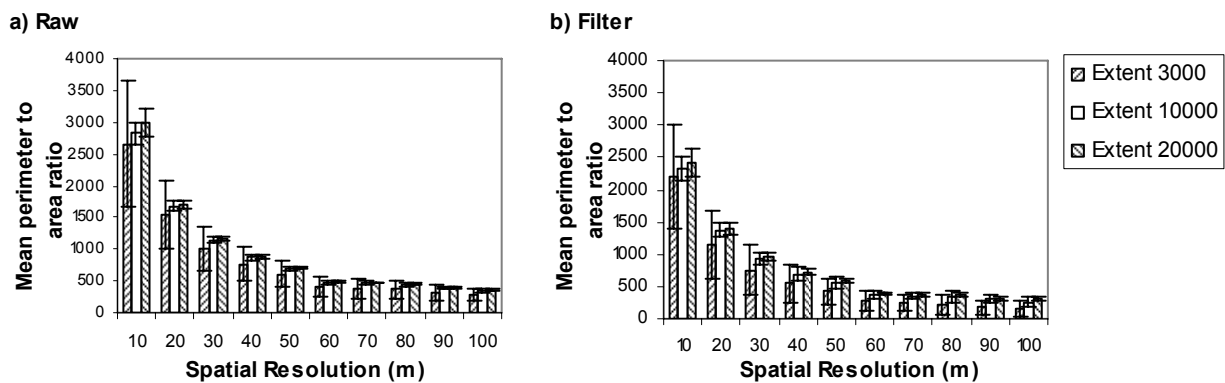 a) Raw
b) Filter
Mean perimeter to
area ratio
4000
3500
3000
2500
2000
1500
1000
500
0
10 20 30 40 50 60 70 80 90 100
Spatial Resolution (m)
Mean perimeter to
area ratio
4000
3500
3000
2500
2000
1500
1000
500
0
10 20 30 40 50 60 70 80 90 100
Spatial Resolution (m)
Extent 3000
Extent 10000
Extent 20000